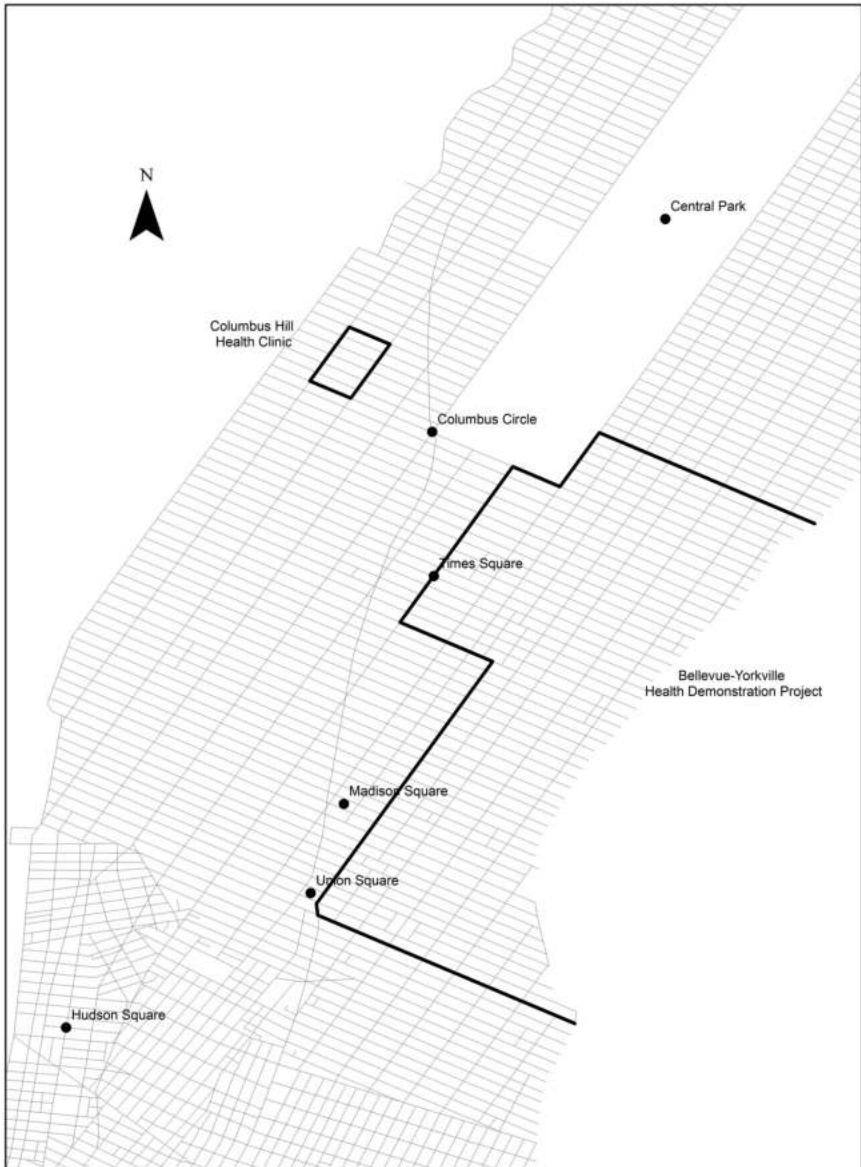 N
Central Park
Columbus Hill
Health Clinic
Columbus Circle
Times Square
Bellevue-Yorkville
Health Demonstration Project
Madison Square
Union Square
Hudson Square